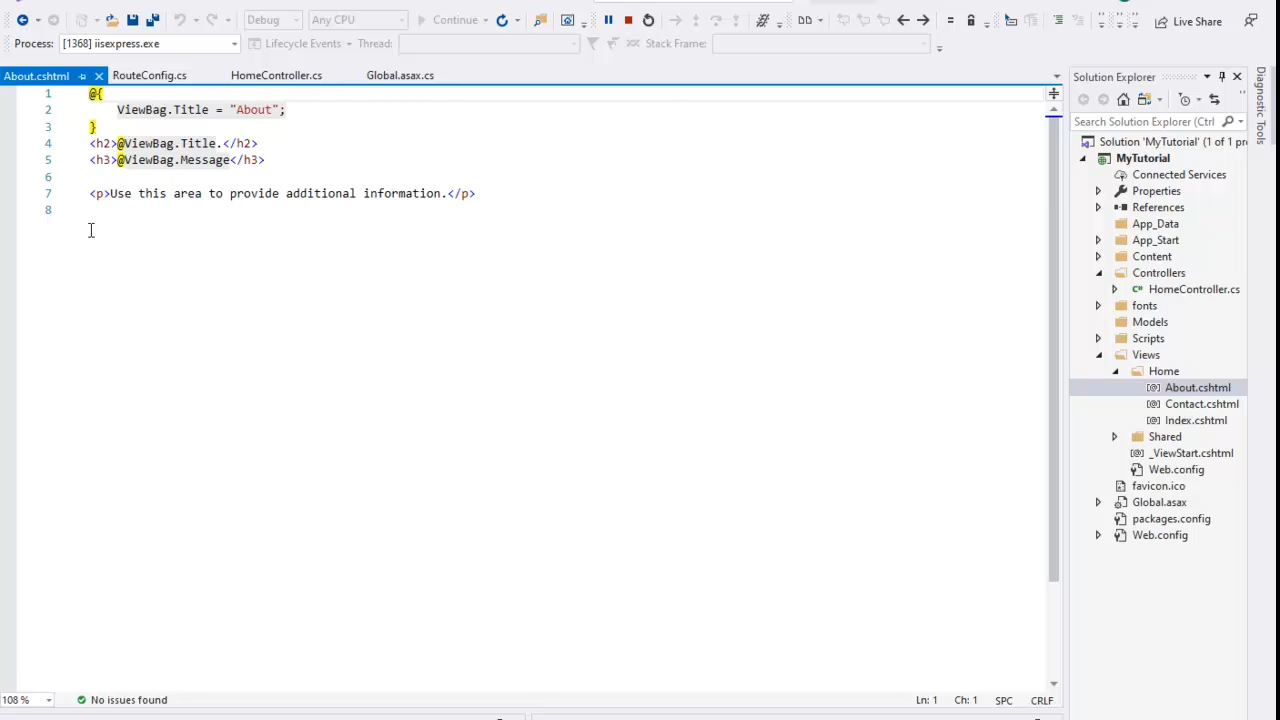 Debug Any CPU Continue DD Live Share
Process: [1368] iisexpress.exe Lifecycle Events Thread: Stack Frame:
About.cshtml RouteConfig.cs HomeController.cs Global.asax.cs
1 @{
2 ViewBag.Title = "About";
3 }
4 <h2>@ViewBag.Title.</h2>
5 <h3>@ViewBag.Message</h3>
6
7 <p>Use this area to provide additional information.</p>
8
108 % No issues found Ln: 1 Ch: 1 SPC CRLF
Solution Explorer
Search Solution Explorer (Ctrl
Solution 'MyTutorial' (1 of 1 pr
MyTutorial
Connected Services
Properties
References
App_Data
App_Start
Content
Controllers
C# HomeController.cs
fonts
Models
Scripts
Views
Home
[@] About.cshtml
[@] Contact.cshtml
[@] Index.cshtml
Shared
[@] _ViewStart.cshtml
Web.config
favicon.ico
Global.asax
packages.config
Web.config
Diagnostic Tools